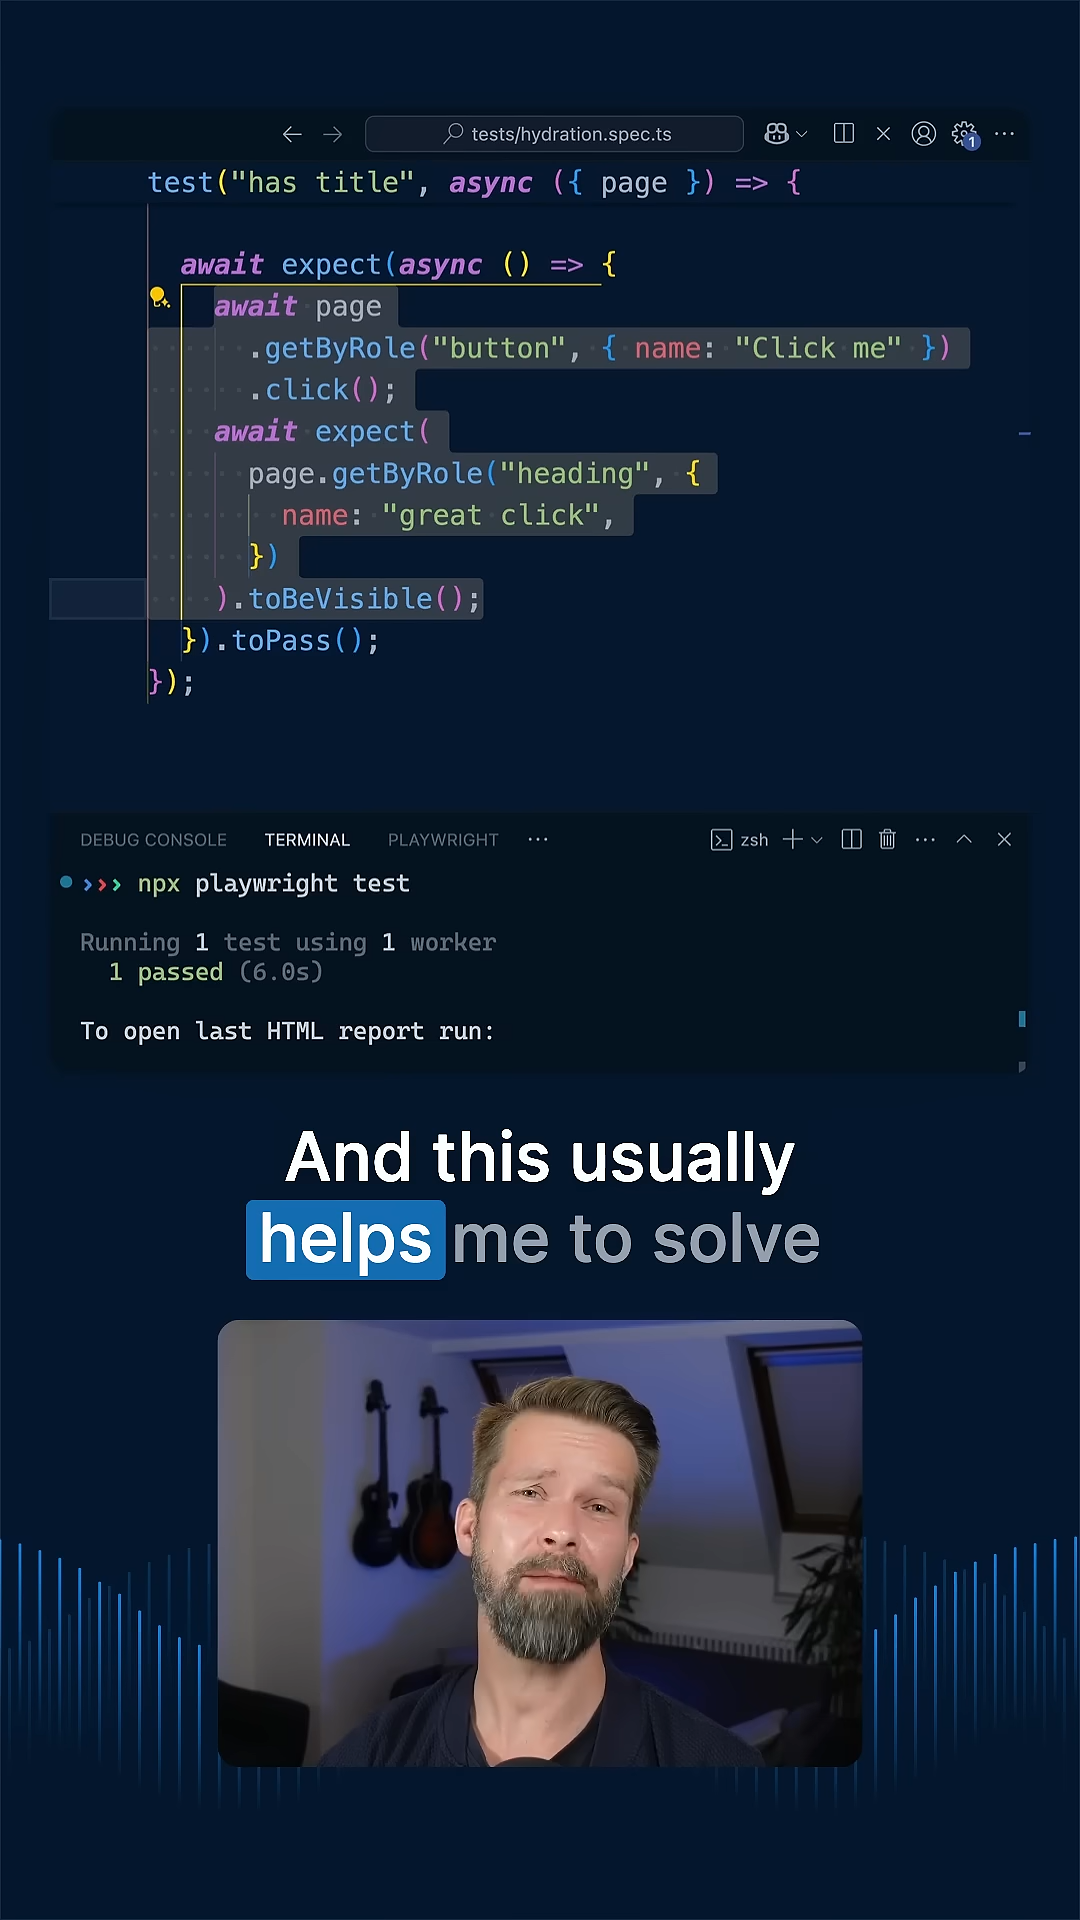 tests/hydration.spec.ts
1
test("has title", async ({ page }) => {
await expect(async () => {
await page
.getByRole("button", { name: "Click me" })
.click();
await expect(
page.getByRole("heading", {
name: "great click",
})
).toBeVisible();
}).toPass();
});
DEBUG CONSOLE TERMINAL PLAYWRIGHT ··· zsh
››› npx playwright test
Running 1 test using 1 worker
1 passed (6.0s)
To open last HTML report run:
And this usually
helps me to solve